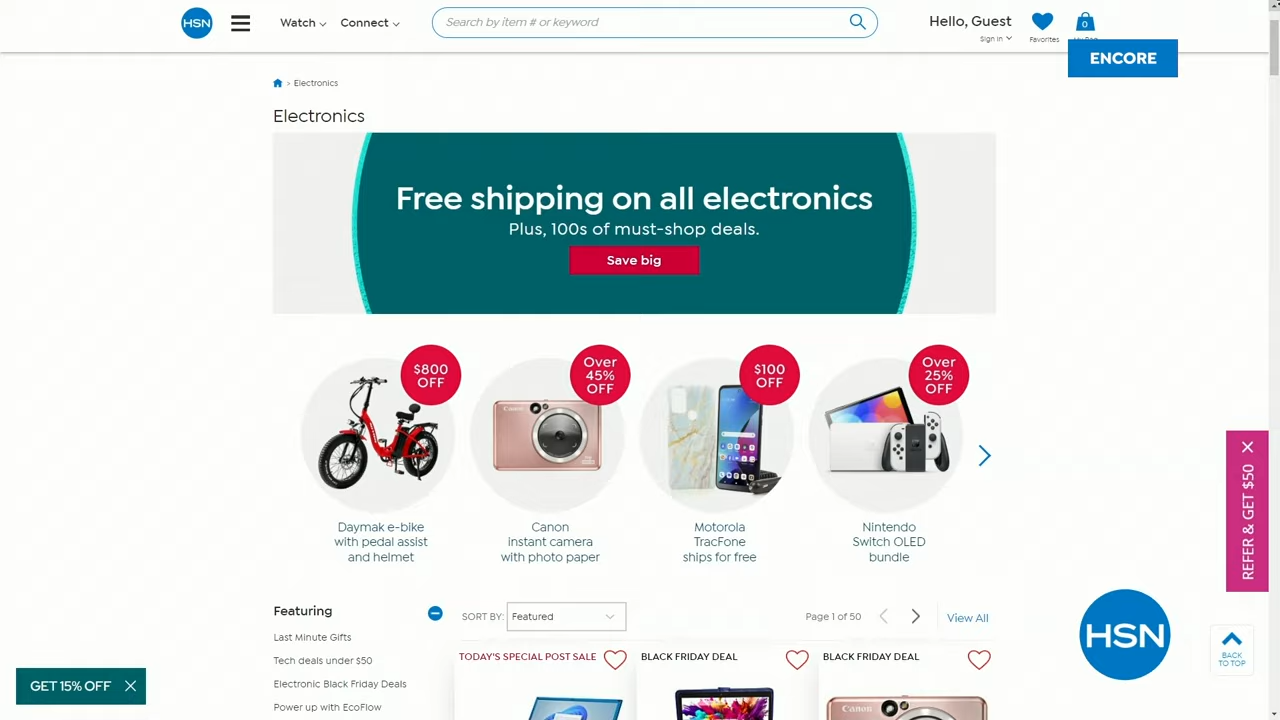 HSN
Watch
Connect
Search by item # or keyword
Hello, Guest
Sign In
Favorites
0
ENCORE
> Electronics
Electronics
Free shipping on all electronics
Plus, 100s of must-shop deals.
Save big
$800
OFF
Over
45%
OFF
$100
OFF
Over
25%
OFF
Canon
Daymak e-bike
with pedal assist
and helmet
Canon
instant camera
with photo paper
Motorola
TracFone
ships for free
Nintendo
Switch OLED
bundle
REFER & GET $50
Featuring
SORT BY:
Featured
Page 1 of 50
View All
Last Minute Gifts
Tech deals under $50
Electronic Black Friday Deals
Power up with EcoFlow
TODAY'S SPECIAL POST SALE
BLACK FRIDAY DEAL
BLACK FRIDAY DEAL
Canon
HSN
BACK
TO TOP
GET 15% OFF